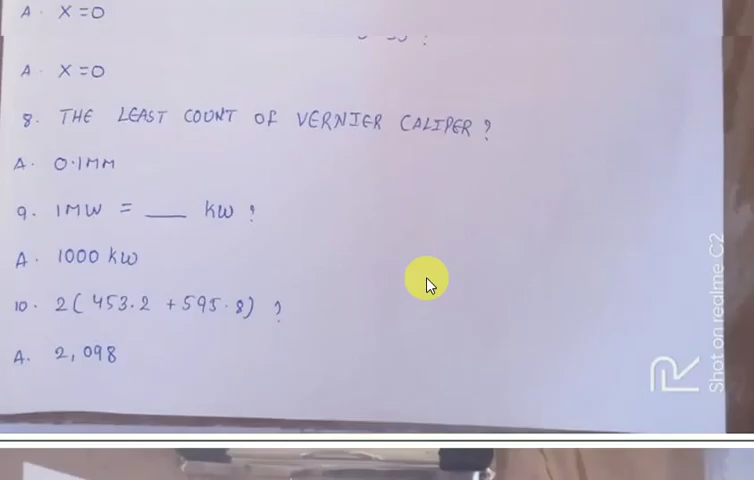 A. X=0
A. X=0
8. THE LEAST COUNT OF VERNIER CALIPER ?
A. 0.1MM
9. 1MW = ___ KW ?
A. 1000 KW
10. 2(453.2 +595.8) ?
A. 2,098
Shot on realme C2